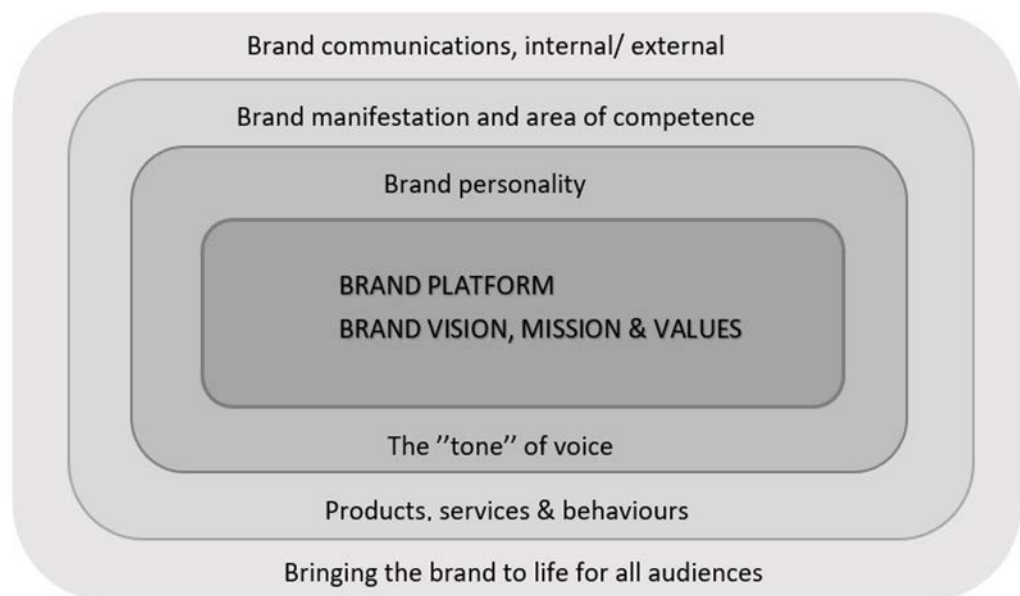 Brand communications, internal/ external
Brand manifestation and area of competence
Brand personality
BRAND PLATFORM
BRAND VISION, MISSION & VALUES
The ”tone” of voice
Products, services & behaviours
Bringing the brand to life for all audiences